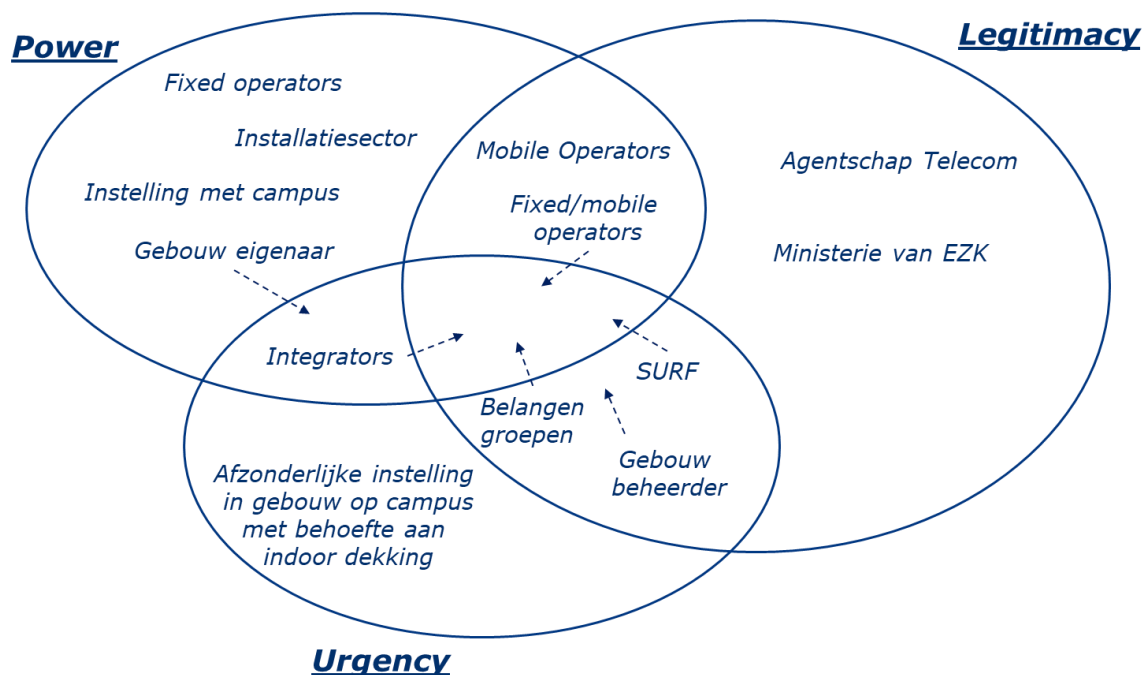 Power
Legitimacy
Fixed operators
Installatiesector
Mobile Operators
Agentschap Telecom
Instelling met campus
Fixed/mobile
operators
Gebouw eigenaar
Ministerie van EZK
Integrators
SURF
Belangen
groepen
Gebouw
beheerder
Afzonderlijke instelling
in gebouw op campus
met behoefte aan
indoor dekking
Urgency